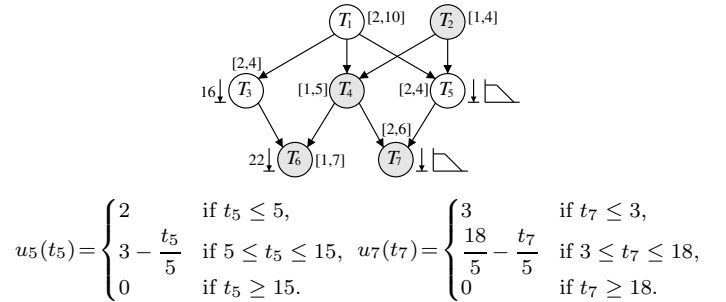 T₁ [2,10] T₂ [1,4]
[2,4]
16 T₃ [1,5] T₄ [2,4] T₅
[2,6]
22 T₆ [1,7] T₇
u₅(t₅) = { 2 if t₅ ≤ 5, 3 − t₅/5 if 5 ≤ t₅ ≤ 15, 0 if t₅ ≥ 15.
u₇(t₇) = { 3 if t₇ ≤ 3, 18/5 − t₇/5 if 3 ≤ t₇ ≤ 18, 0 if t₇ ≥ 18.